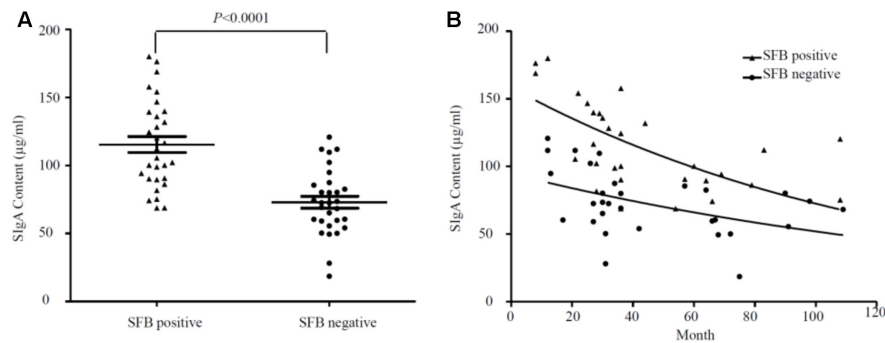 A
P<0.0001
200
150
100
50
0
SIgA Content (μg/ml)
SFB positive
SFB negative
B
200
150
100
50
0
SIgA Content (μg/ml)
SFB positive
SFB negative
0
20
40
60
80
100
120
Month